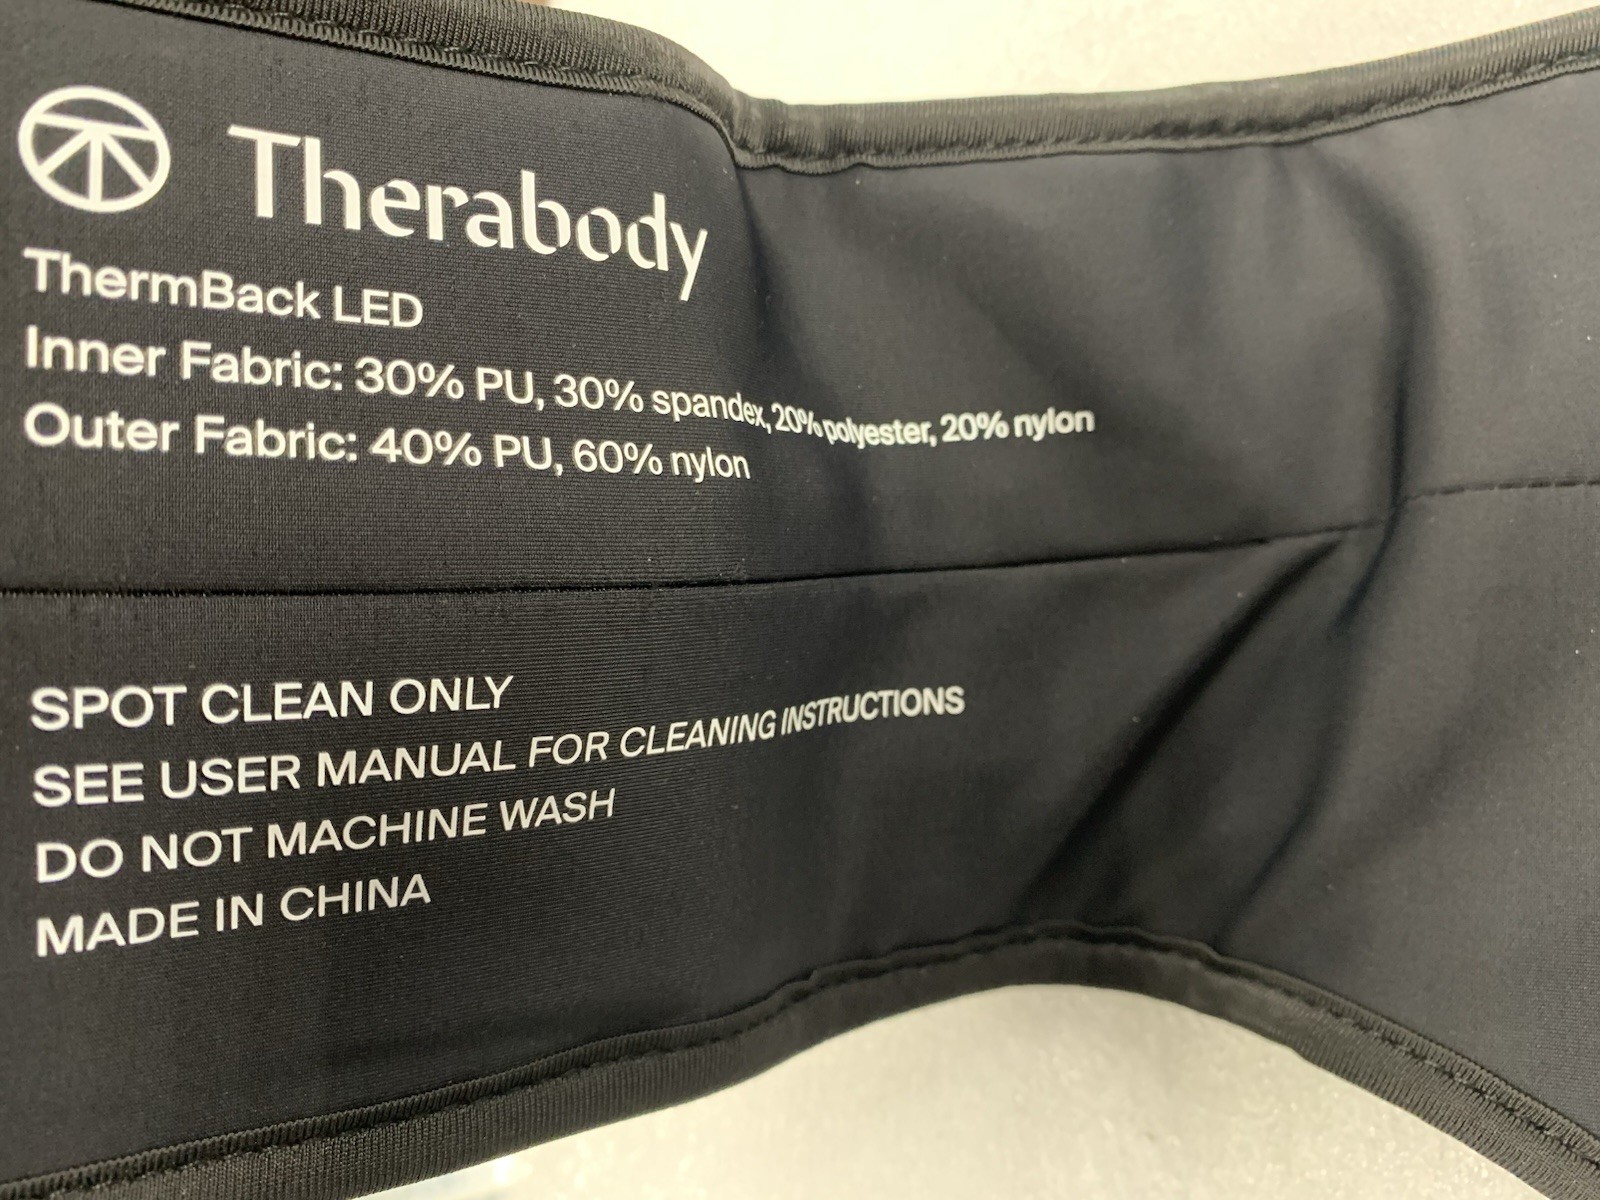 Therabody
ThermBack LED
Inner Fabric: 30% PU, 30% spandex, 20% polyester, 20% nylon
Outer Fabric: 40% PU, 60% nylon
SPOT CLEAN ONLY
SEE USER MANUAL FOR CLEANING INSTRUCTIONS
DO NOT MACHINE WASH
MADE IN CHINA